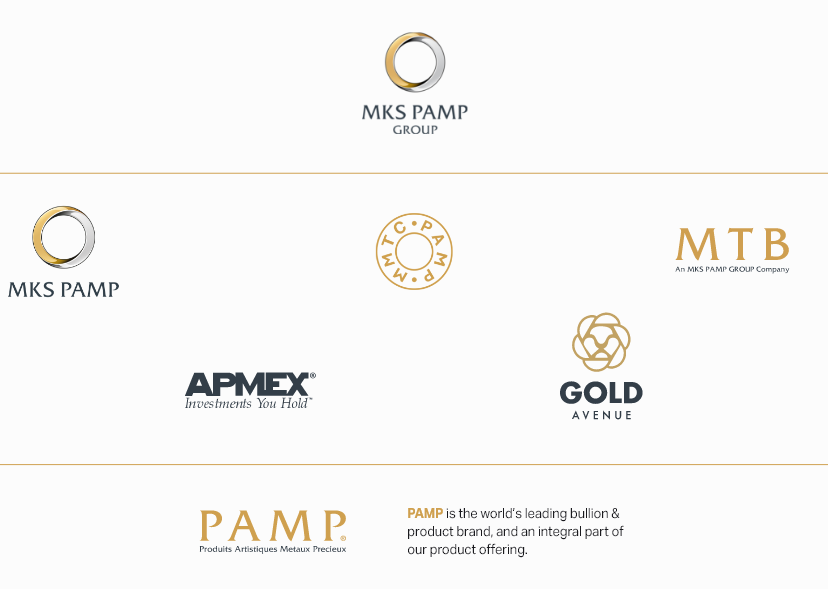 MKS PAMP
GROUP
MKS PAMP
MMTC•PAMP•
MTB
An MKS PAMP GROUP Company
APMEX®
Investments You Hold™
GOLD
AVENUE
PAMP®
Produits Artistiques Metaux Precieux
PAMP is the world's leading bullion &
product brand, and an integral part of
our product offering.